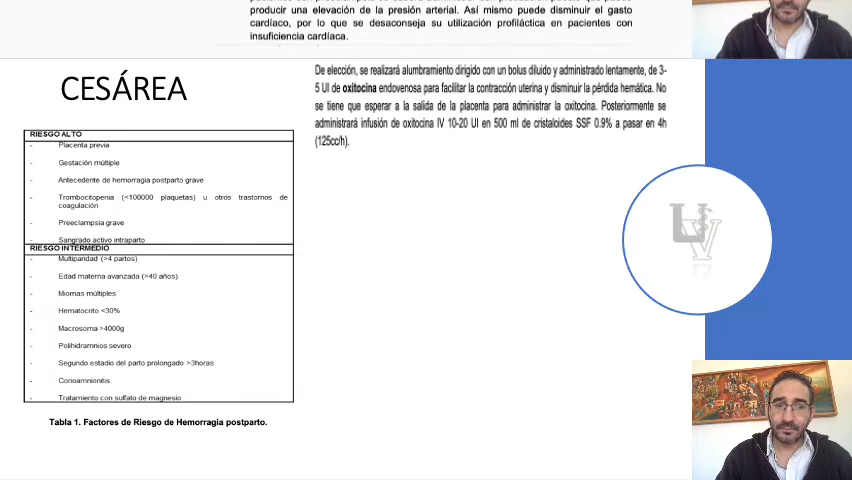 producir una elevación de la presión arterial. Así mismo puede disminuir el gasto
cardíaco, por lo que se desaconseja su utilización profiláctica en pacientes con
insuficiencia cardíaca.
CESÁREA
De elección, se realizará alumbramiento dirigido con un bolus diluido y administrado lentamente, de 3-
5 UI de oxitocina endovenosa para facilitar la contracción uterina y disminuir la pérdida hemática. No
se tiene que esperar a la salida de la placenta para administrar la oxitocina. Posteriormente se
administrará infusión de oxitocina IV 10-20 UI en 500 ml de cristaloides SSF 0.9% a pasar en 4h
(125cc/h).
RIESGO ALTO
- Placenta previa
- Gestación múltiple
- Antecedente de hemorragia postparto grave
- Trombocitopenia (<100000 plaquetas) u otros trastornos de
coagulación
- Preeclampsia grave
- Sangrado activo intraparto
RIESGO INTERMEDIO
- Multiparidad (>4 partos)
- Edad materna avanzada (>40 años)
- Miomas múltiples
- Hematocrito <30%
- Macrosoma >4000g
- Polihidramnios severo
- Segundo estadio del parto prolongado >3horas
- Corioamnionitis
- Tratamiento con sulfato de magnesio
Tabla 1. Factores de Riesgo de Hemorragia postparto.
UV